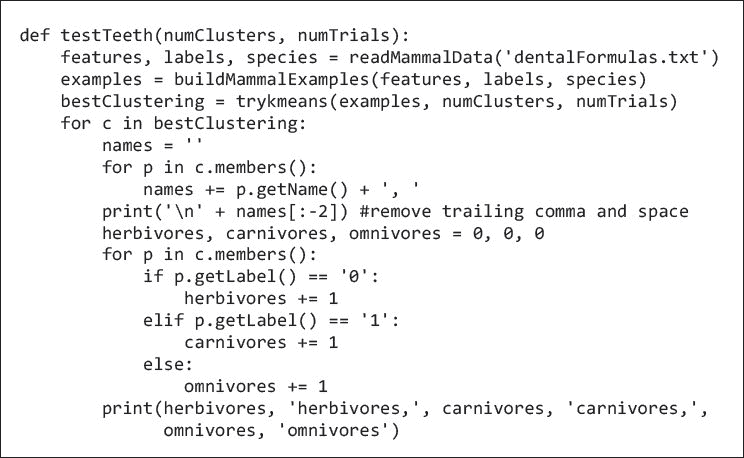 def testTeeth(numClusters, numTrials):
    features, labels, species = readMammalData('dentalFormulas.txt')
    examples = buildMammalExamples(features, labels, species)
    bestClustering = trykmeans(examples, numClusters, numTrials)
    for c in bestClustering:
        names = ''
        for p in c.members():
            names += p.getName() + ', '
        print('\n' + names[:-2]) #remove trailing comma and space
        herbivores, carnivores, omnivores = 0, 0, 0
        for p in c.members():
            if p.getLabel() == '0':
                herbivores += 1
            elif p.getLabel() == '1':
                carnivores += 1
            else:
                omnivores += 1
        print(herbivores, 'herbivores,', carnivores, 'carnivores,',
              omnivores, 'omnivores')